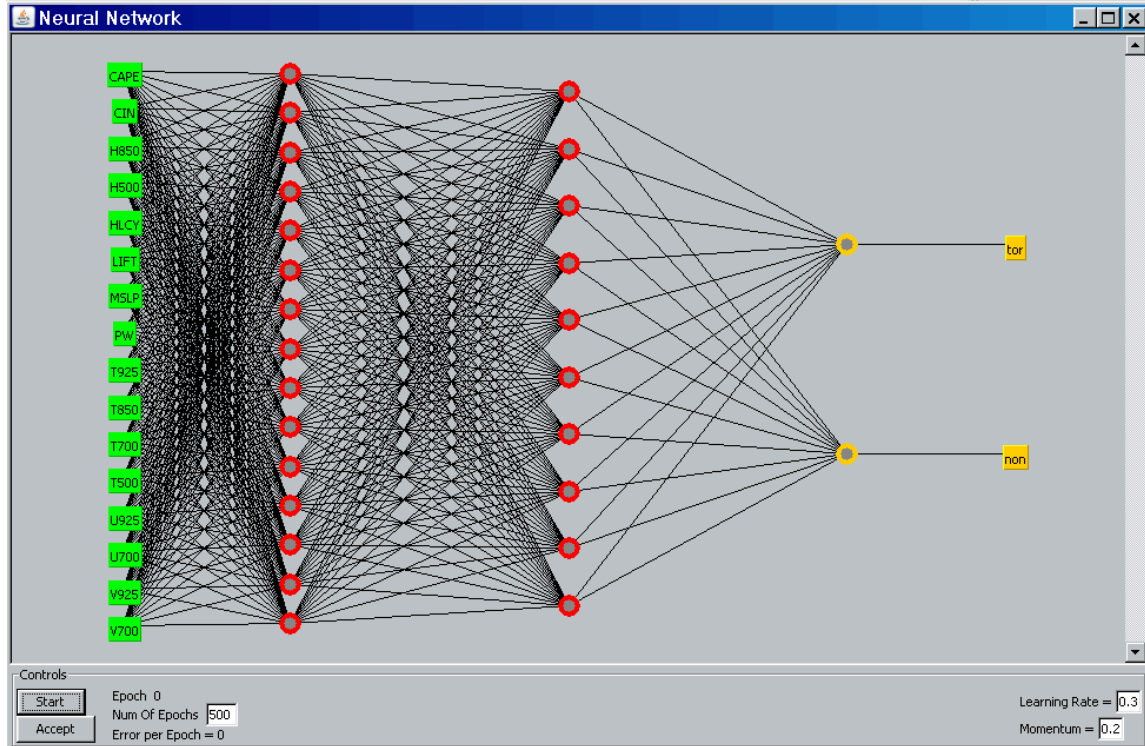 Neural Network
CAPE
CIN
H850
H500
HLCY
LIFT
MSLP
PW
T925
T850
T700
T500
U925
U700
V925
V700
tor
non
Controls
Start
Accept
Epoch 0
Num Of Epochs 500
Error per Epoch = 0
Learning Rate = 0.3
Momentum = 0.2